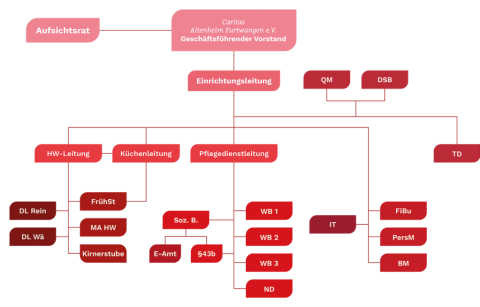 Caritas
Altenheim Furtwangen e.V.
Geschäftsführender Vorstand
Aufsichtsrat
Einrichtungsleitung
QM
DSB
HW-Leitung
Küchenleitung
Pflegedienstleitung
TD
DL Rein
FrühSt
DL Wä
MA HW
Kirnerstube
Soz. B.
E-Amt
§43b
WB 1
WB 2
WB 3
ND
IT
FiBu
PersM
BM